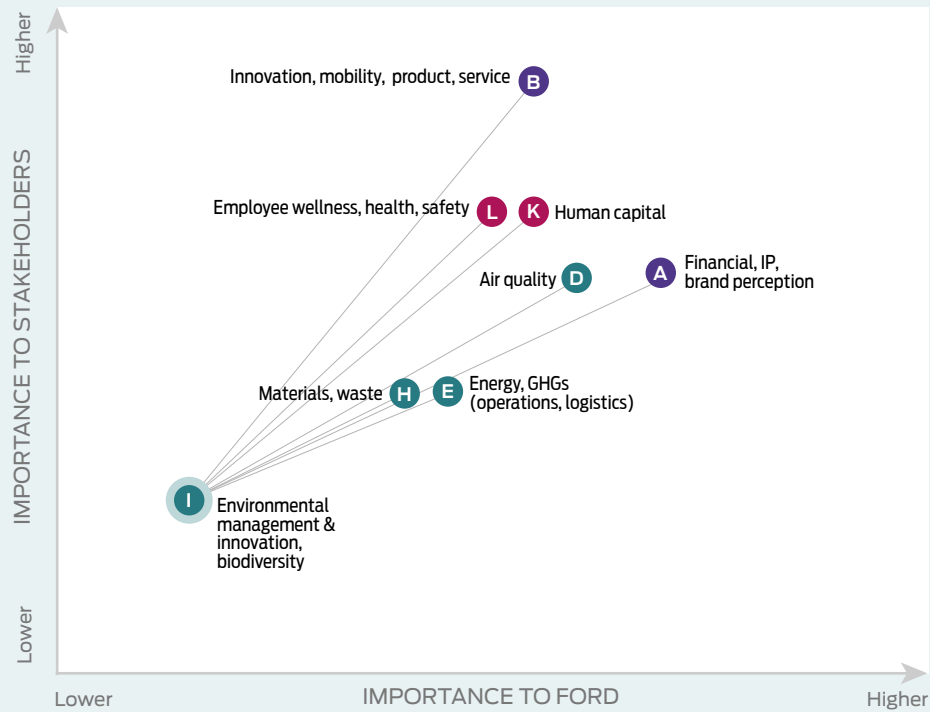 Higher
IMPORTANCE TO STAKEHOLDERS
Lower
Innovation, mobility, product, service
B
Employee wellness, health, safety
L
K
Human capital
Air quality
D
A
Financial, IP,
brand perception
Materials, waste
H
E
Energy, GHGs
(operations, logistics)
I
Environmental
management &
innovation,
biodiversity
Lower
IMPORTANCE TO FORD
Higher